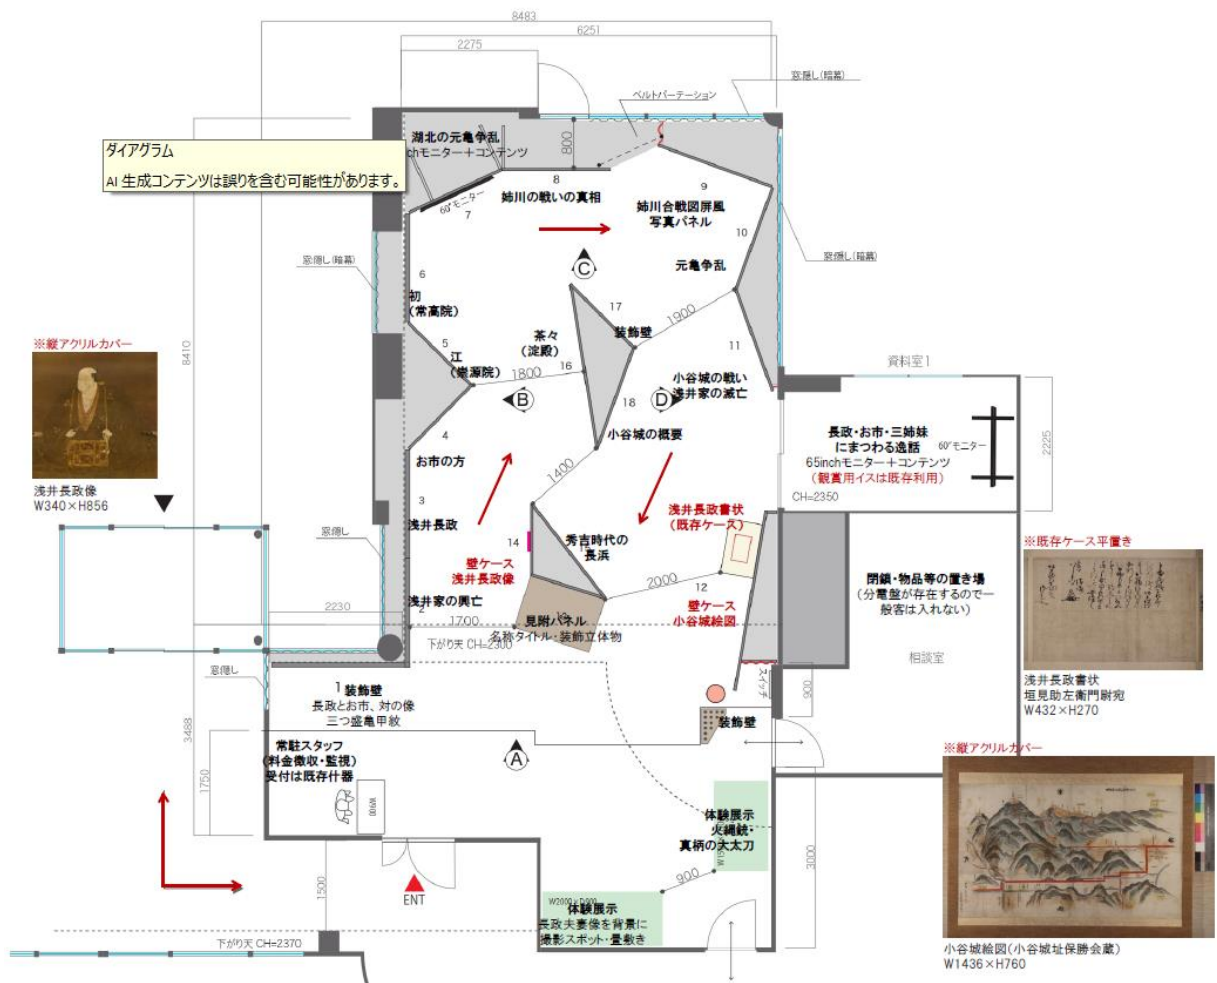 8483
6251
2275
窓隠し(暗幕)
ベルトパーテーション
ダイアグラム
AI 生成コンテンツは誤りを含む可能性があります。
湖北の元亀争乱
chモニター+コンテンツ
800
60"モニター
7
8
姉川の戦いの真相
9
姉川合戦図屏風
写真パネル
10
元亀争乱
窓隠し(暗幕)
窓隠し(暗幕)
6
初
(常高院)
C
17
装飾壁
1900
11
5
江
(崇源院)
茶々
(淀殿)
16
1800
B
D
小谷城の戦い
浅井家の滅亡
18
小谷城の概要
4
お市の方
1400
3
浅井長政
8410
※縦アクリルカバー
浅井長政像
W340×H856
資料室1
長政・お市・三姉妹
にまつわる逸話
65inchモニター+コンテンツ
(観賞用イスは既存利用)
60"モニター
CH=2350
2225
浅井長政書状
(既存ケース)
窓隠し
14
壁ケース
浅井長政像
秀吉時代の
長浜
2000
12
壁ケース
小谷城絵図
2
浅井家の興亡
2230
1700
下がり天 CH=2300
見附パネル
名称タイトル・装飾立体物
閉鎖・物品等の置き場
(分電盤が存在するので一
般客は入れない)
相談室
※既存ケース平置き
浅井長政書状
垣見助左衛門尉宛
W432×H270
窓隠し
1 装飾壁
長政とお市、対の像
三つ盛亀甲紋
スイッチ
900
装飾壁
3488
1750
常駐スタッフ
(料金徴収・監視)
受付は既存什器
W900
A
※縦アクリルカバー
小谷城絵図(小谷城址保勝会蔵)
W1436×H760
体験展示
火縄銃・
真柄の大太刀
3000
900
1500
ENT
W2000×D900
体験展示
長政夫妻像を背景に
撮影スポット・畳敷き
下がり天 CH=2370